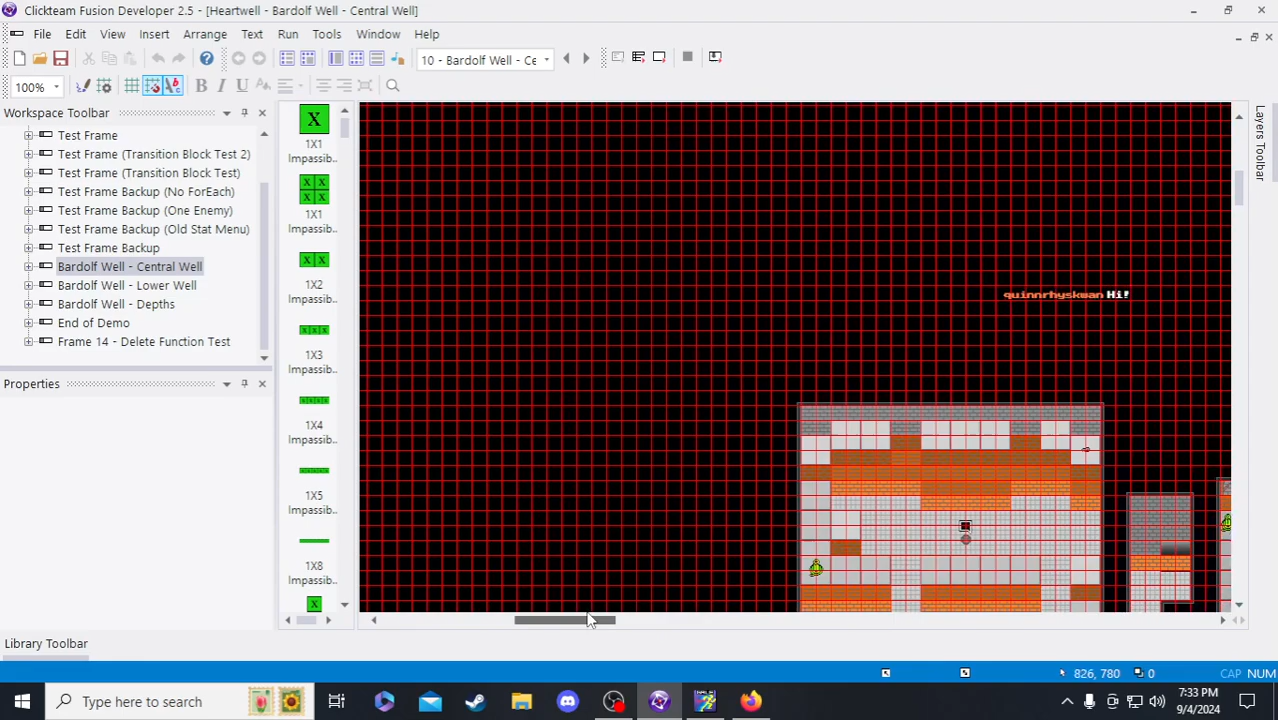 Clickteam Fusion Developer 2.5 - [Heartwell - Bardolf Well - Central Well]
File Edit View Insert Arrange Text Run Tools Window Help
10 - Bardolf Well - Ce
100%
B I U A
Workspace Toolbar
Test Frame
Test Frame (Transition Block Test 2)
Test Frame (Transition Block Test)
Test Frame Backup (No ForEach)
Test Frame Backup (One Enemy)
Test Frame Backup (Old Stat Menu)
Test Frame Backup
Bardolf Well - Central Well
Bardolf Well - Lower Well
Bardolf Well - Depths
End of Demo
Frame 14 - Delete Function Test
Properties
Library Toolbar
X
1X1
Impassib...
X X
X X
1X1
Impassib...
X X
1X2
Impassib...
X X X
1X3
Impassib...
1X4
Impassib...
1X5
Impassib...
1X8
Impassib...
X
quinnrhyskwan Hi!
Layers Toolbar
826, 780
0
CAP NUM
Type here to search
7:33 PM
9/4/2024